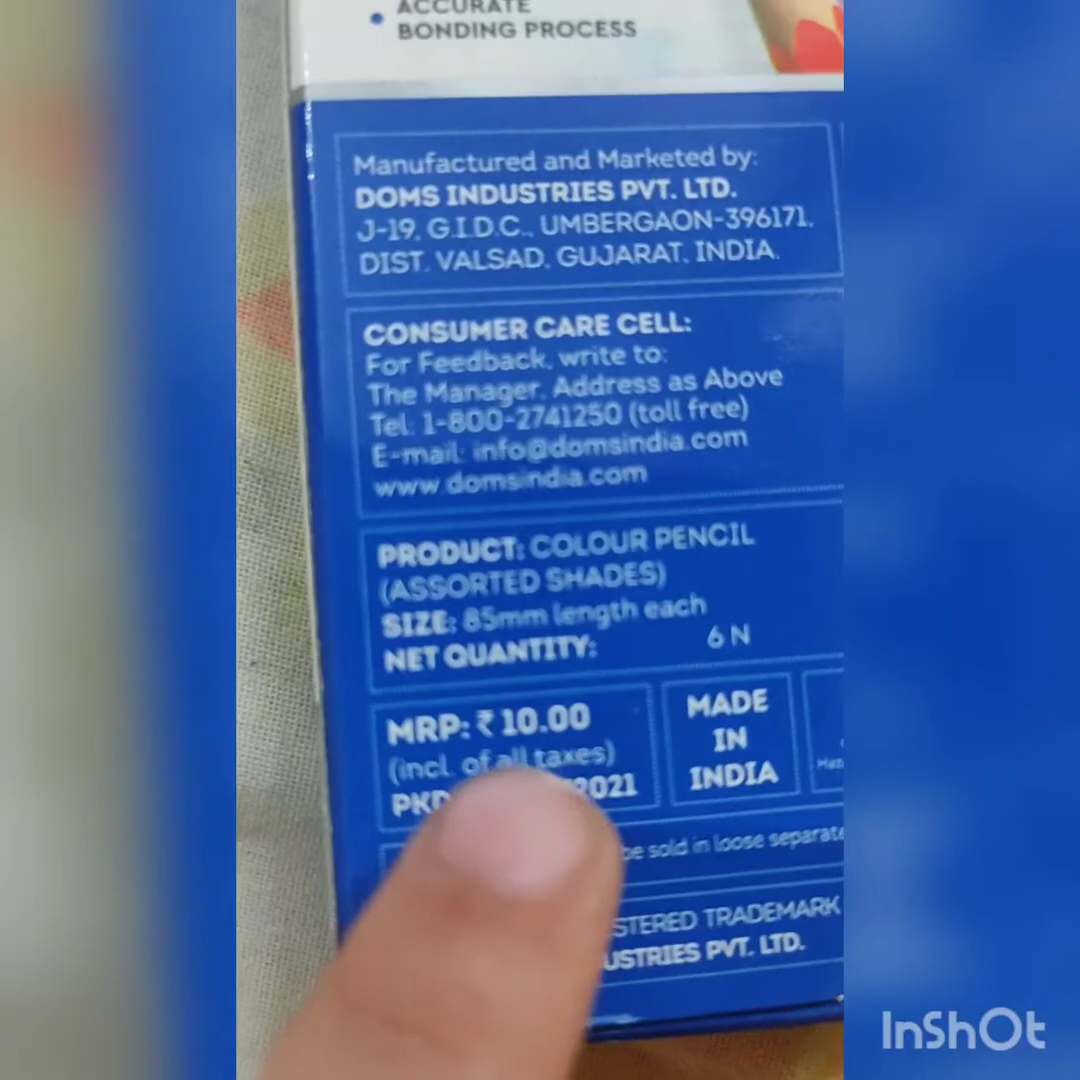 ACCURATE
BONDING PROCESS
Manufactured and Marketed by:
DOMS INDUSTRIES PVT. LTD.
J-19, G.I.D.C., UMBERGAON-396171,
DIST. VALSAD, GUJARAT, INDIA.
CONSUMER CARE CELL:
For Feedback, write to:
The Manager, Address as Above
Tel: 1-800-2741250 (toll free)
E-mail: info@domsindia.com
www.domsindia.com
PRODUCT: COLOUR PENCIL
(ASSORTED SHADES)
SIZE: 85mm length each
NET QUANTITY: 6 N
MRP: ₹ 10.00
(incl. of all taxes)
PKD 2021
MADE
IN
INDIA
be sold in loose
TRADEMARK
PVT. LTD.
InShOt